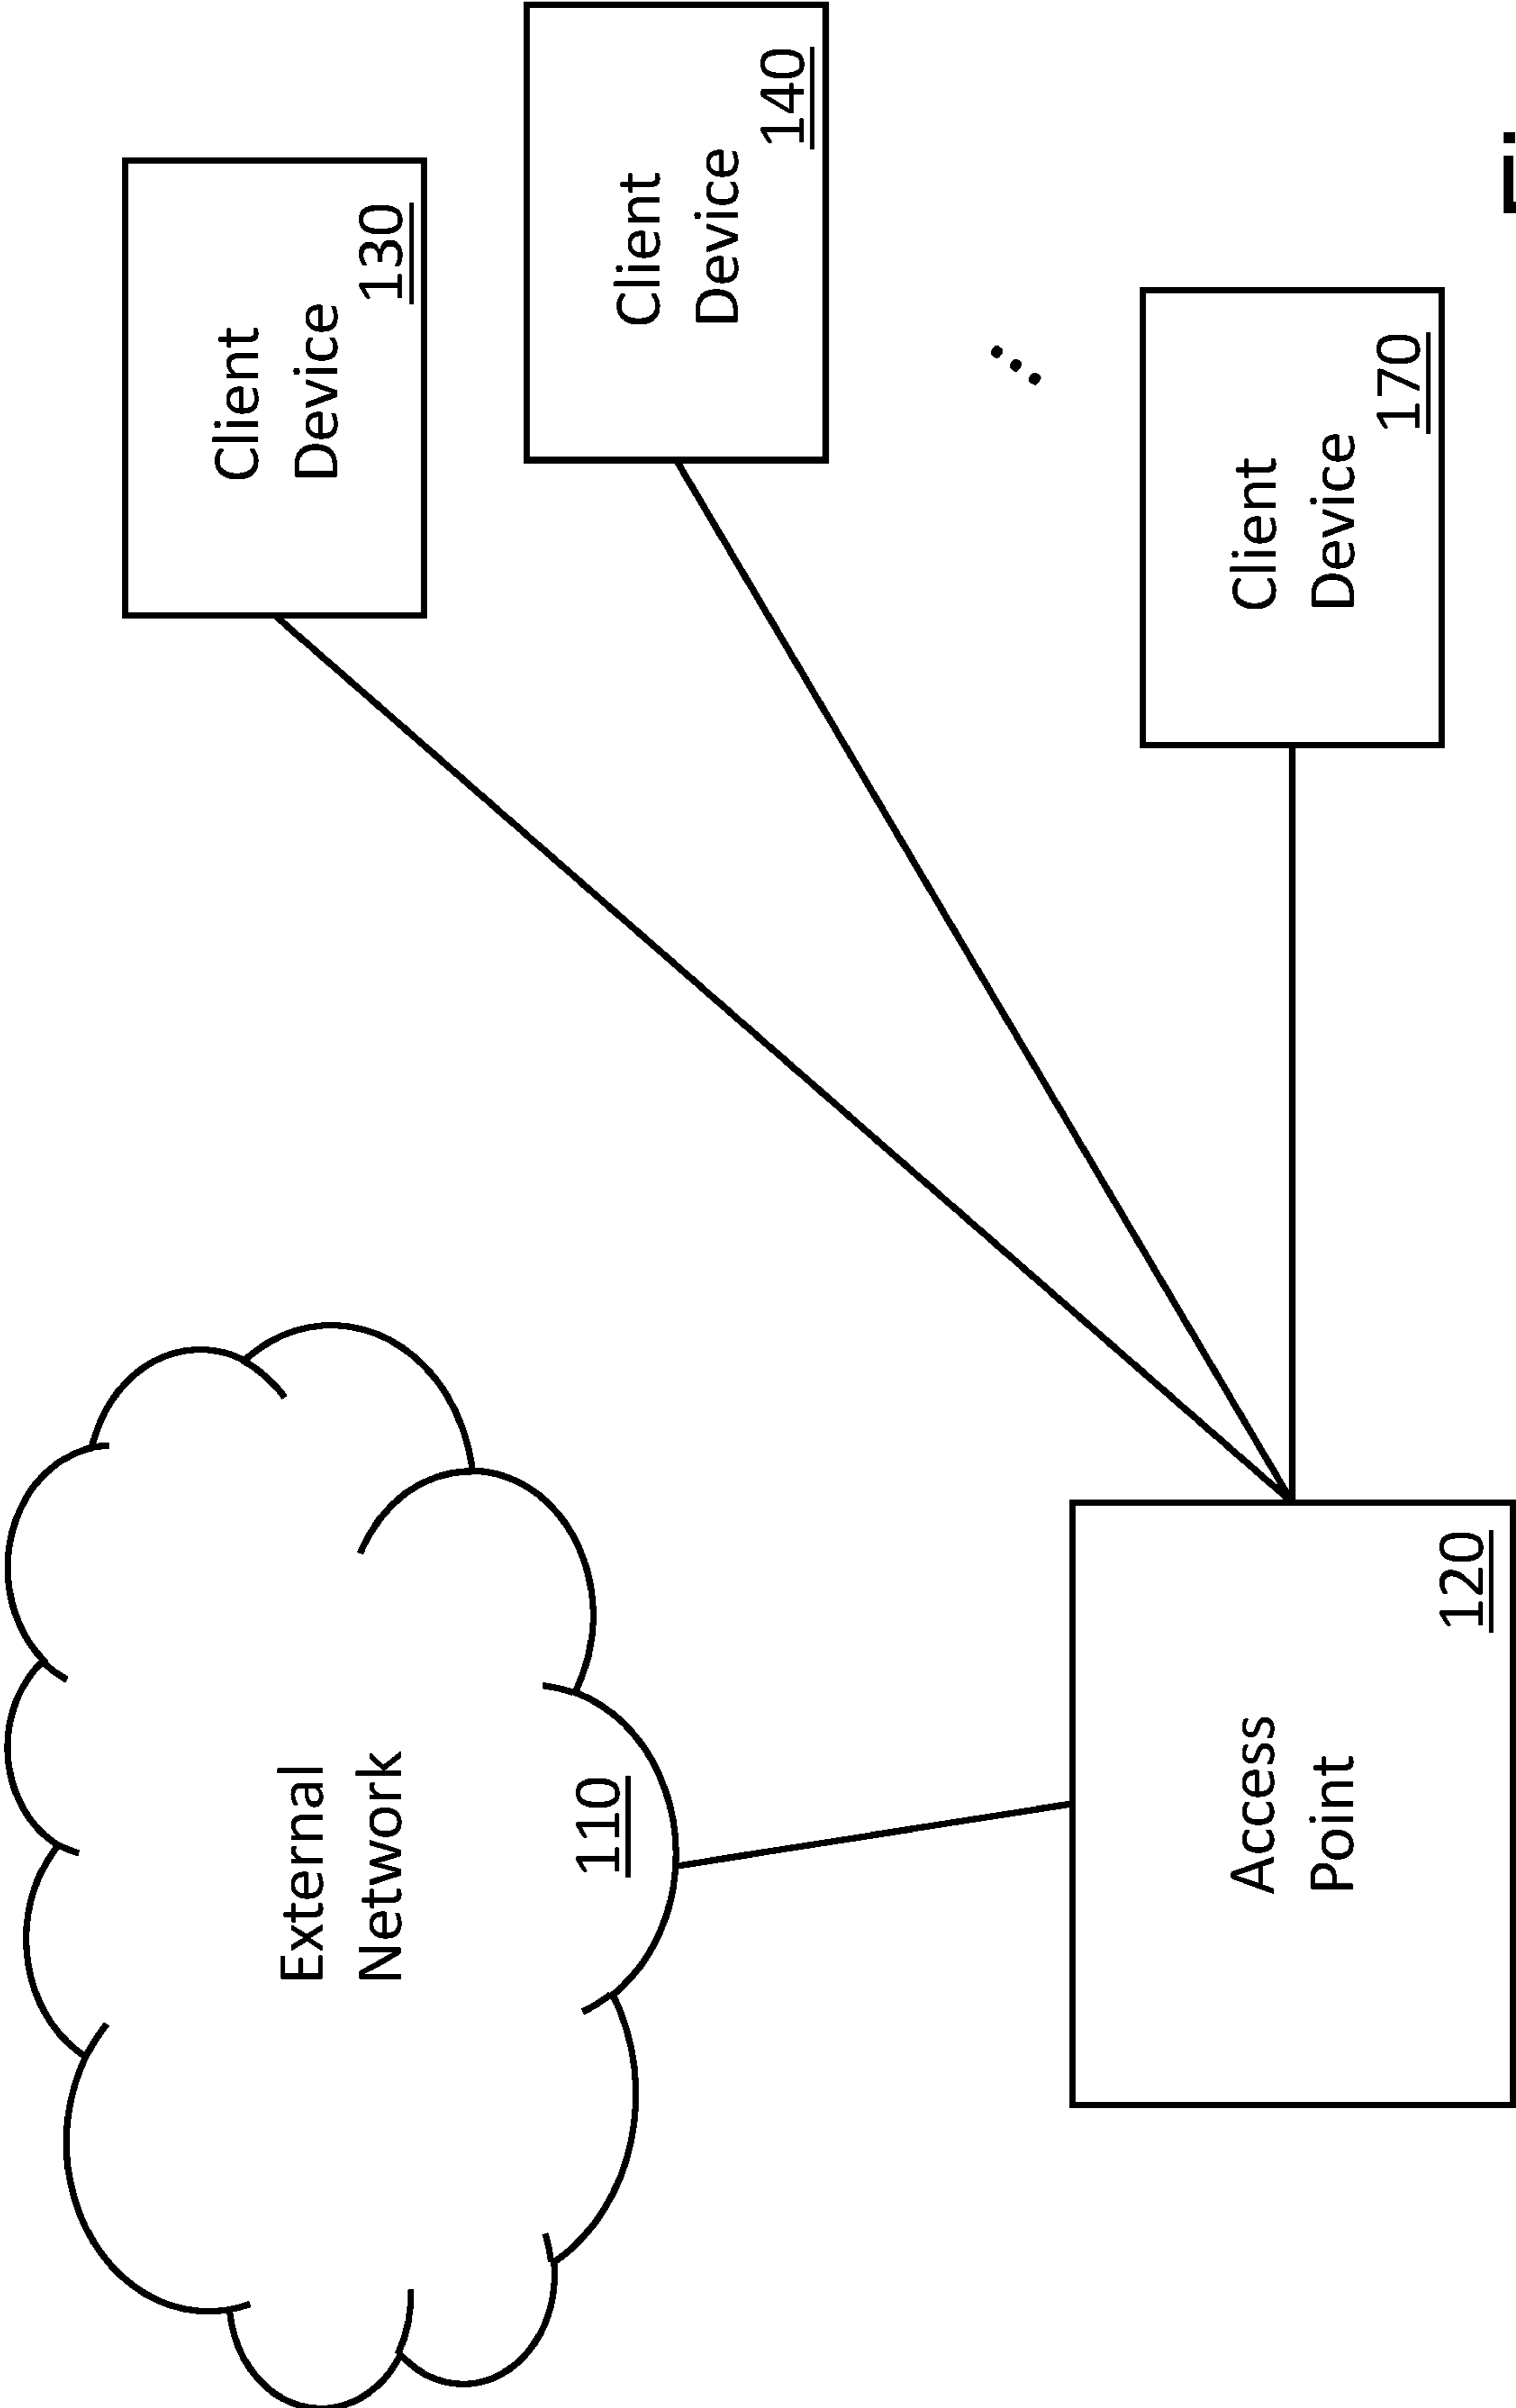 External
Network
110
Access
Point
120
Client
Device
130
Client
Device
140
Client
Device
170